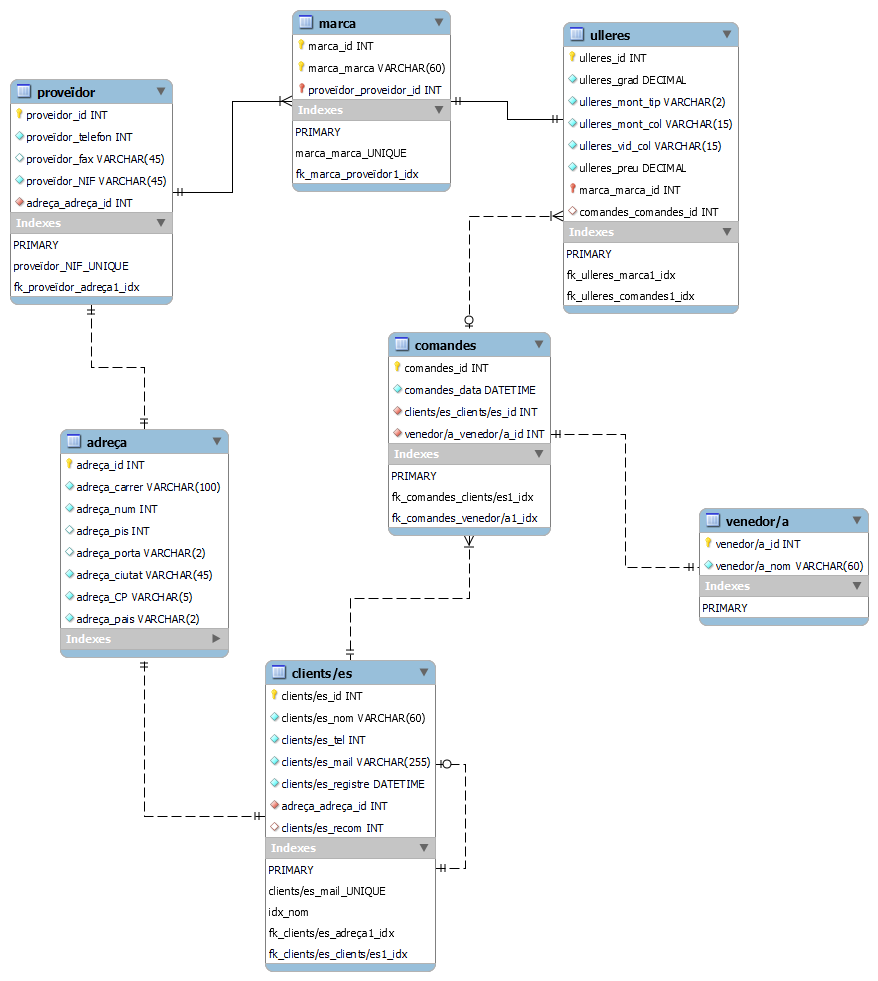 marca
marca_id INT
marca_marca VARCHAR(60)
proveïdor_proveidor_id INT
Indexes
PRIMARY
marca_marca_UNIQUE
fk_marca_proveïdor1_idx
ulleres
ulleres_id INT
ulleres_grad DECIMAL
ulleres_mont_tip VARCHAR(2)
ulleres_mont_col VARCHAR(15)
ulleres_vid_col VARCHAR(15)
ulleres_preu DECIMAL
marca_marca_id INT
comandes_comandes_id INT
Indexes
PRIMARY
fk_ulleres_marca1_idx
fk_ulleres_comandes1_idx
proveïdor
proveidor_id INT
proveïdor_telefon INT
proveïdor_fax VARCHAR(45)
proveïdor_NIF VARCHAR(45)
adreça_adreça_id INT
Indexes
PRIMARY
proveïdor_NIF_UNIQUE
fk_proveïdor_adreça1_idx
comandes
comandes_id INT
comandes_data DATETIME
clients/es_clients/es_id INT
venedor/a_venedor/a_id INT
Indexes
PRIMARY
fk_comandes_clients/es1_idx
fk_comandes_venedor/a1_idx
adreça
adreça_id INT
adreça_carrer VARCHAR(100)
adreça_num INT
adreça_pis INT
adreça_porta VARCHAR(2)
adreça_ciutat VARCHAR(45)
adreça_CP VARCHAR(5)
adreça_pais VARCHAR(2)
Indexes
venedor/a
venedor/a_id INT
venedor/a_nom VARCHAR(60)
Indexes
PRIMARY
clients/es
clients/es_id INT
clients/es_nom VARCHAR(60)
clients/es_tel INT
clients/es_mail VARCHAR(255)
clients/es_registre DATETIME
adreça_adreça_id INT
clients/es_recom INT
Indexes
PRIMARY
clients/es_mail_UNIQUE
idx_nom
fk_clients/es_adreça1_idx
fk_clients/es_clients/es1_idx